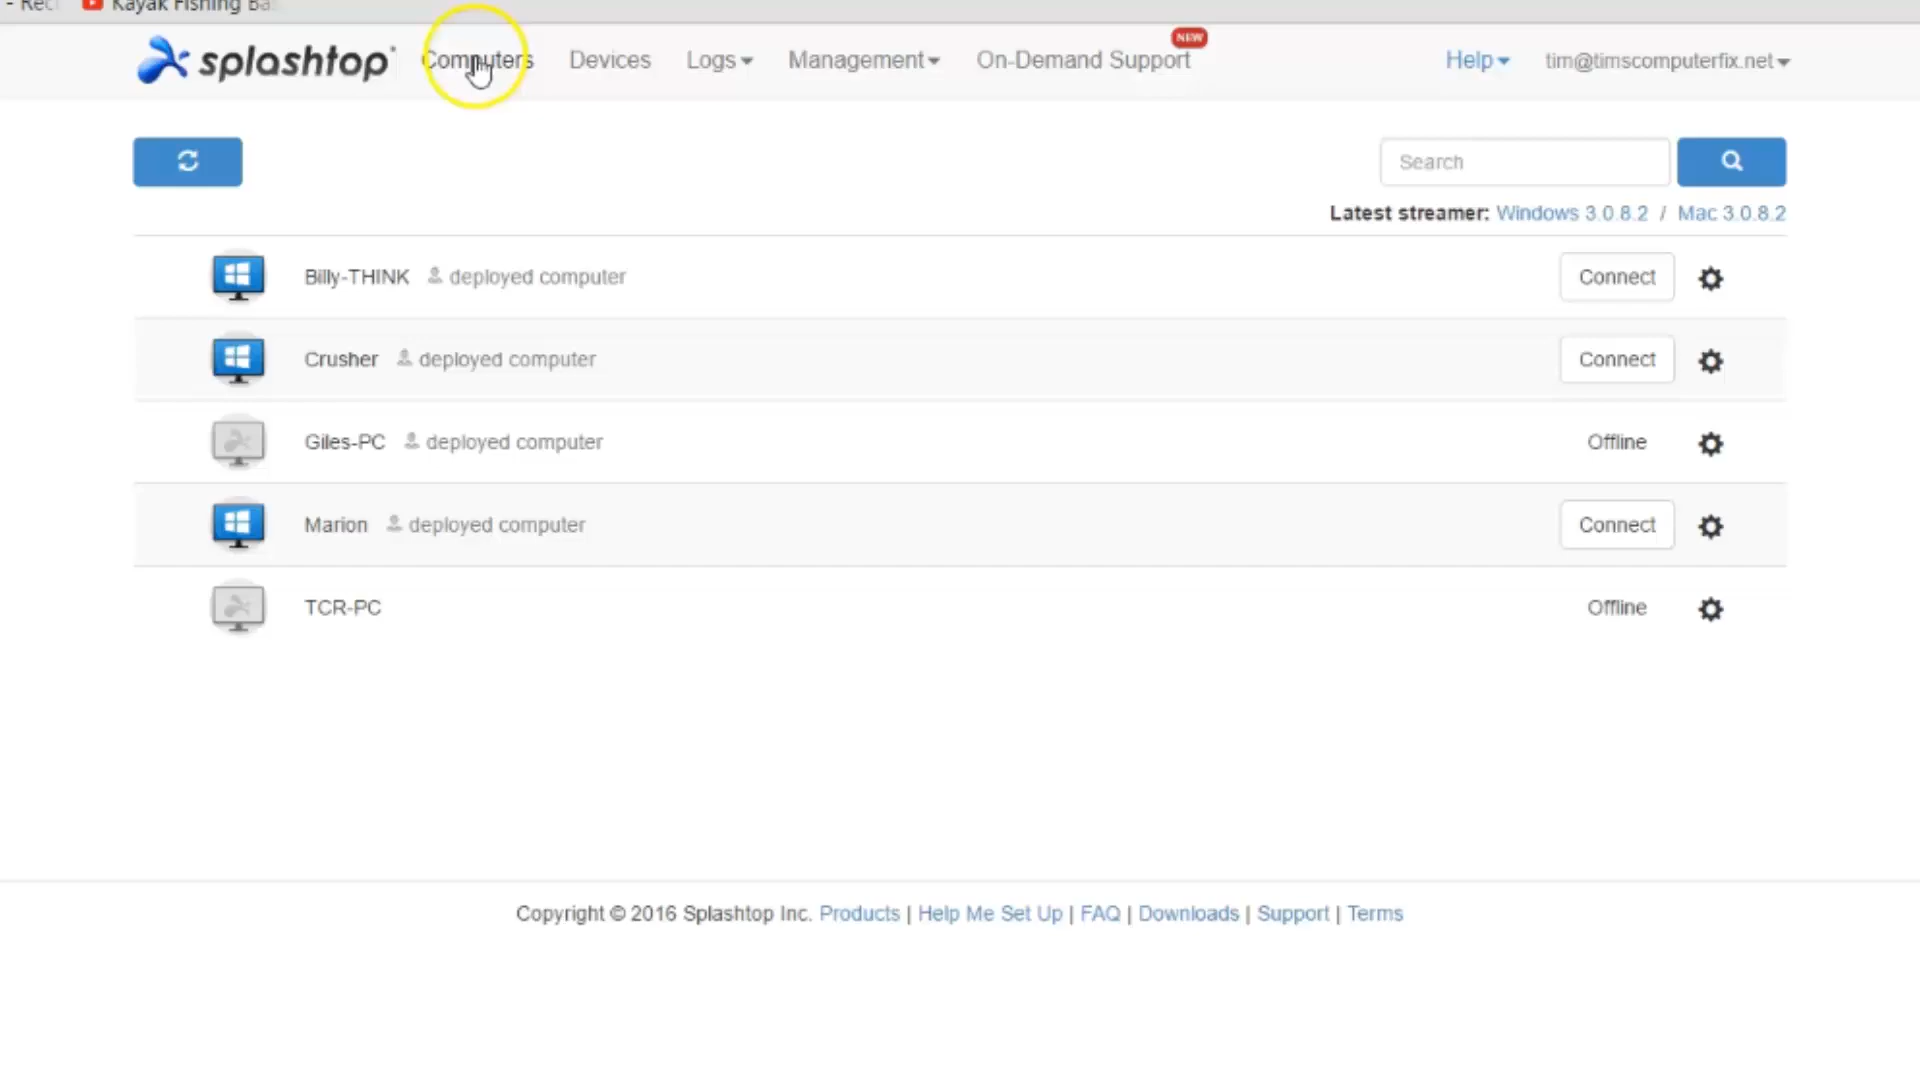 - Rec Kayak Fishing Ba
splashtop Computers Devices Logs Management On-Demand Support NEW Help tim@timscomputerfix.net
Search
Latest streamer: Windows 3.0.8.2 / Mac 3.0.8.2
Billy-THINK deployed computer Connect
Crusher deployed computer Connect
Giles-PC deployed computer Offline
Marion deployed computer Connect
TCR-PC Offline
Copyright © 2016 Splashtop Inc. Products | Help Me Set Up | FAQ | Downloads | Support | Terms